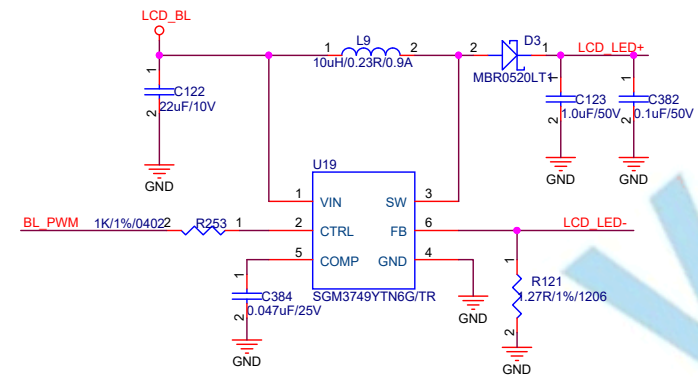 LCD_BL
L9
D3
1
2
2
1
LCD_LED+
10uH/0.23R/0.9A
MBR0520LT1
1
C122
2
22uF/10V
1
C123
2
1.0uF/50V
1
C382
2
0.1uF/50V
GND
GND
GND
U19
1
VIN
SW
3
BL_PWM
1K/1%/0402
2
R253
1
2
CTRL
FB
6
LCD_LED-
5
COMP
GND
4
1
C384
2
0.047uF/25V
SGM3749YTN6G/TR
1
R121
1.27R/1%/1206
2
GND
GND
GND